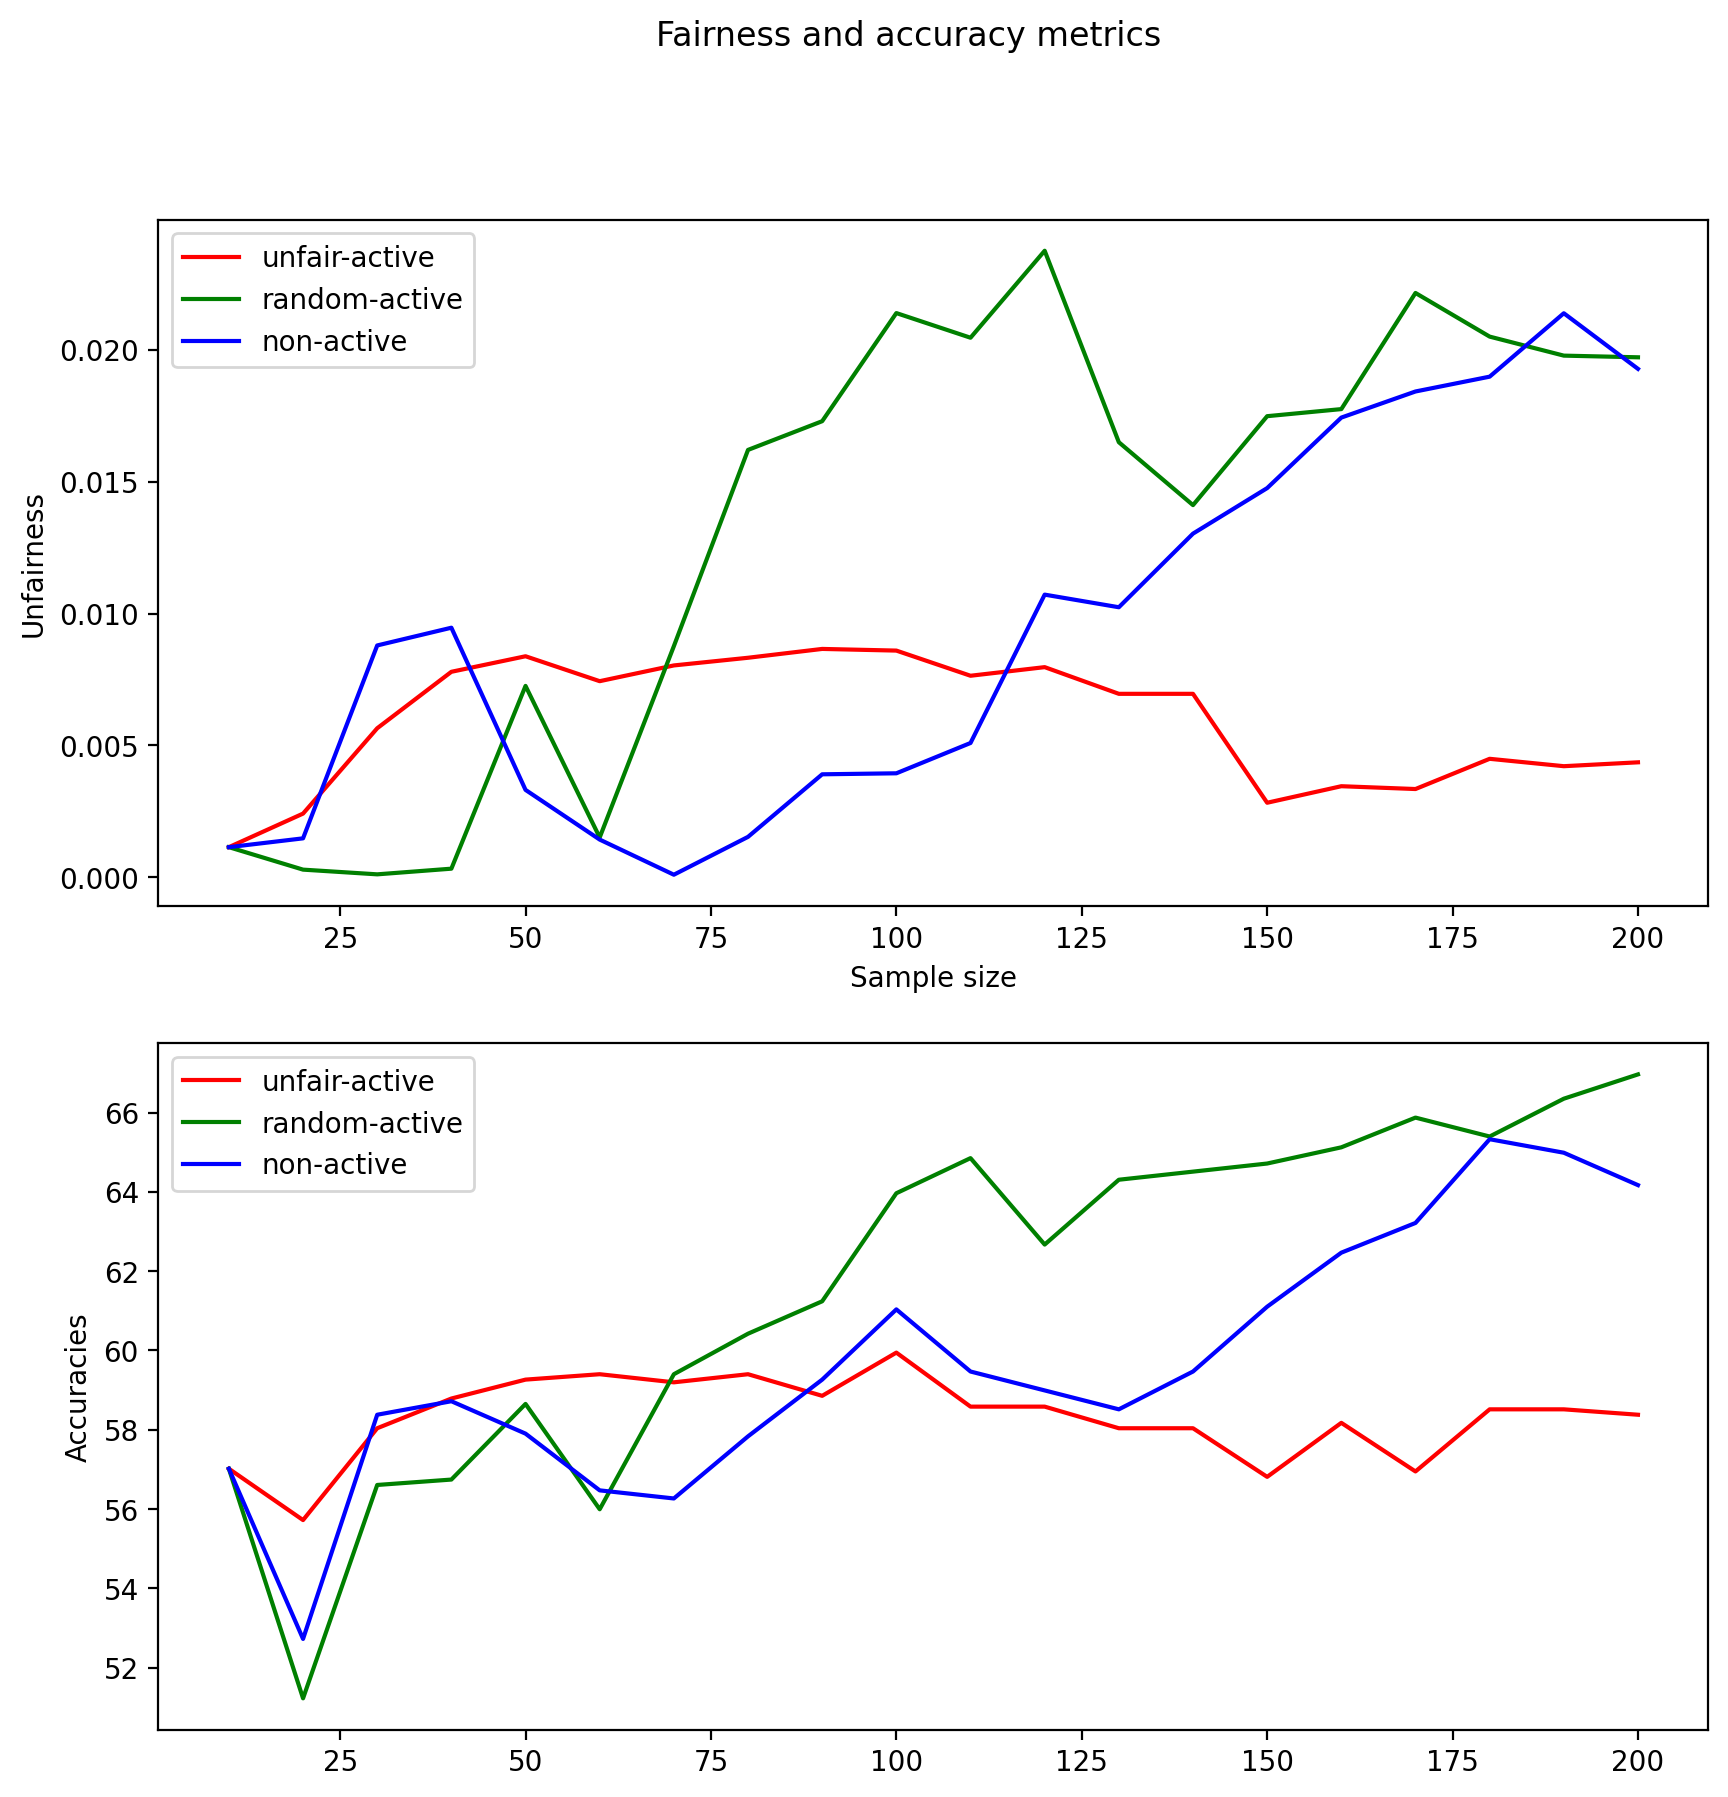 Fairness and accuracy metrics
unfair-active
random-active
non-active
0.020
0.015
0.010
0.005
0.000
Unfairness
25 50 75 100 125 150 175 200
Sample size
unfair-active
random-active
non-active
66
64
62
60
58
56
54
52
Accuracies
25 50 75 100 125 150 175 200